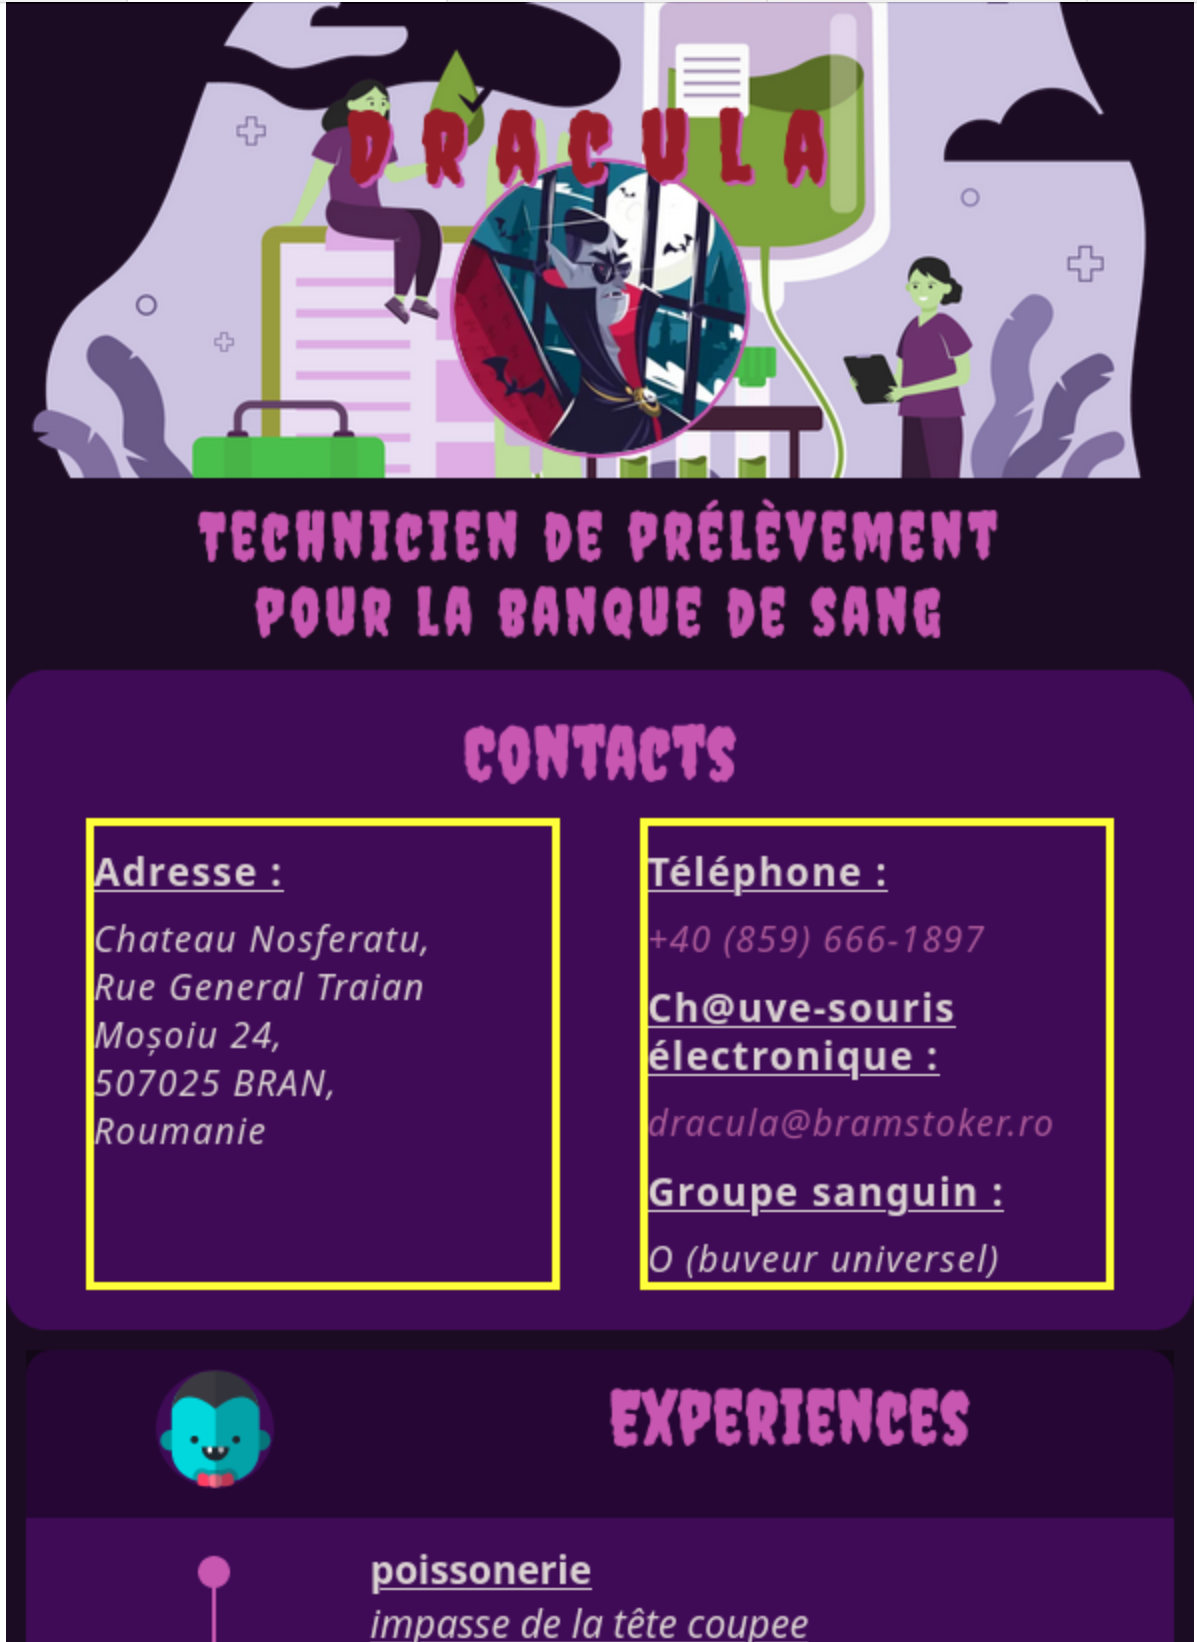 DRACULA
TECHNICIEN DE PRÉLÈVEMENT
POUR LA BANQUE DE SANG
CONTACTS
Adresse :
Chateau Nosferatu,
Rue General Traian
Moșoiu 24,
507025 BRAN,
Roumanie
Téléphone :
+40 (859) 666-1897
Ch@uve-souris
électronique :
dracula@bramstoker.ro
Groupe sanguin :
O (buveur universel)
EXPERIENCES
poissonerie
impasse de la tête coupee